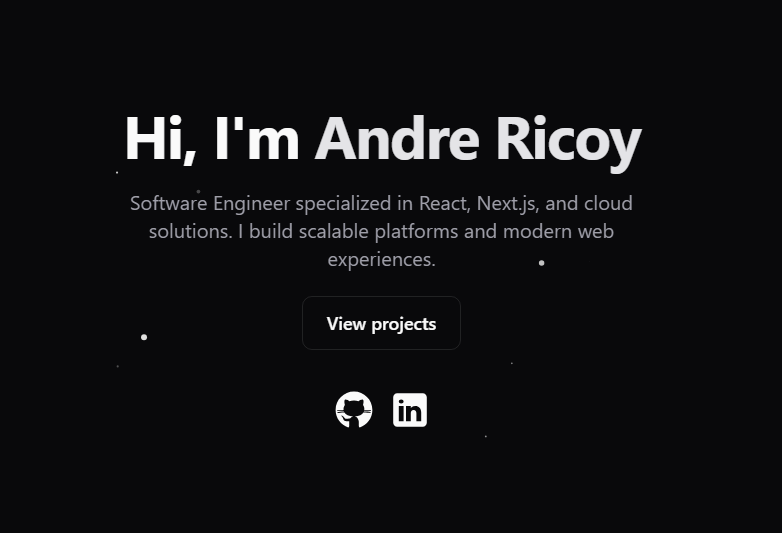 Hi, I'm Andre Ricoy
Software Engineer specialized in React, Next.js, and cloud
solutions. I build scalable platforms and modern web
experiences.
View projects
in